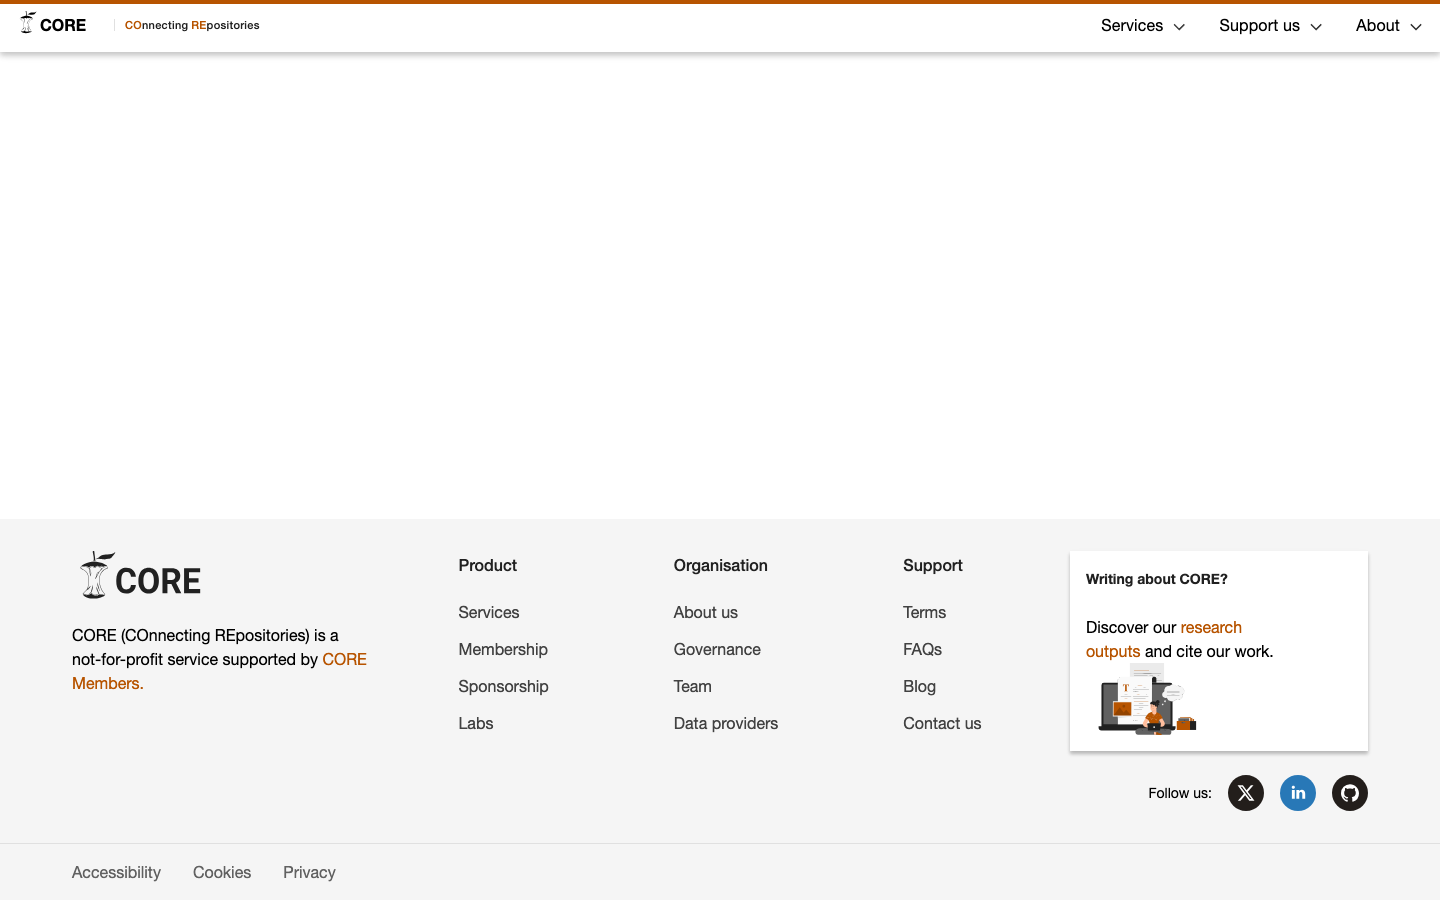 CORE
COnnecting REpositories
Services
Support us
About
CORE
CORE (COnnecting REpositories) is a
not-for-profit service supported by CORE
Members.
Product
Services
Membership
Sponsorship
Labs
Organisation
About us
Governance
Team
Data providers
Support
Terms
FAQs
Blog
Contact us
Writing about CORE?
Discover our research
outputs and cite our work.
T
Follow us:
in
Accessibility
Cookies
Privacy